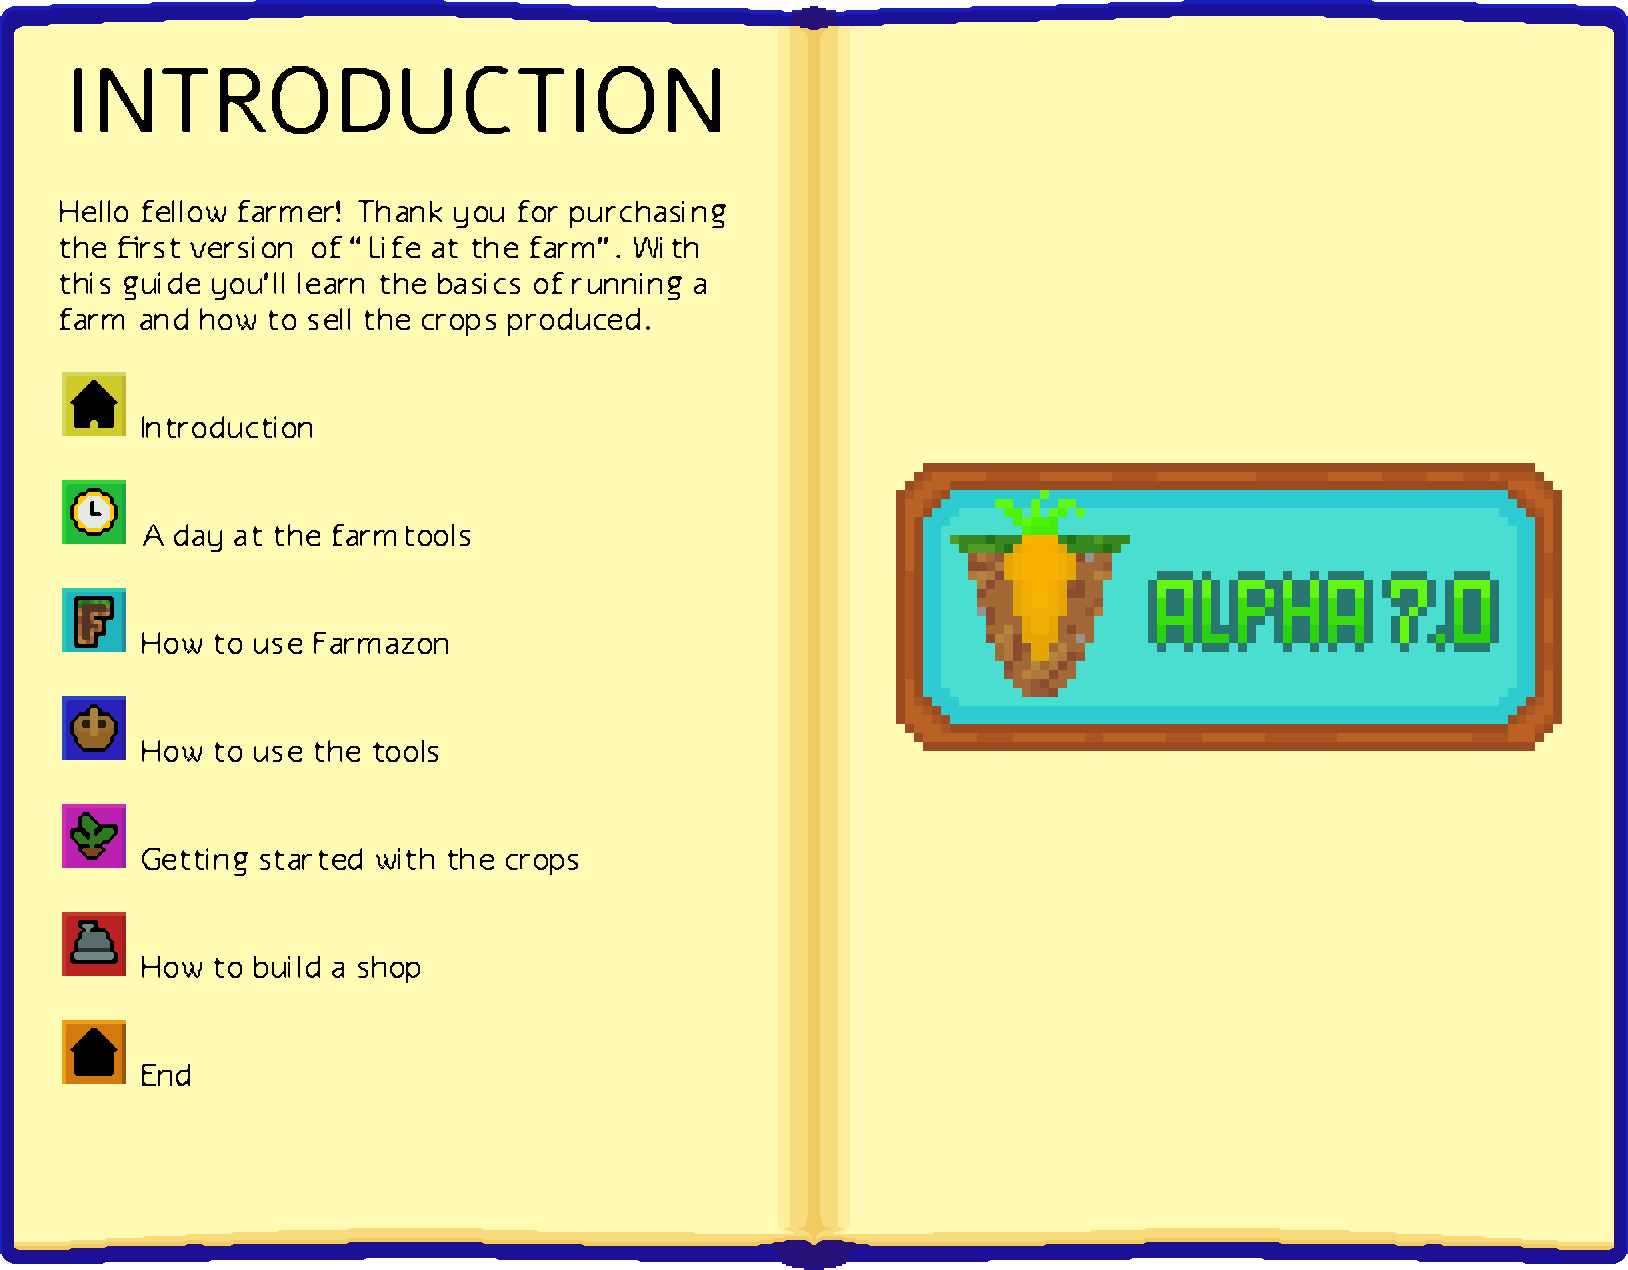 INTRODUCTION
Hello fellow farmer! Thank you for purchasing
the first version of “Life at the farm”. With
this guide you'll learn the basics of running a
farm and how to sell the crops produced.
Introduction
A day at the farm tools
F
How to use Farmazon
How to use the tools
Getting started with the crops
How to build a shop
End
ALPHA ?.0